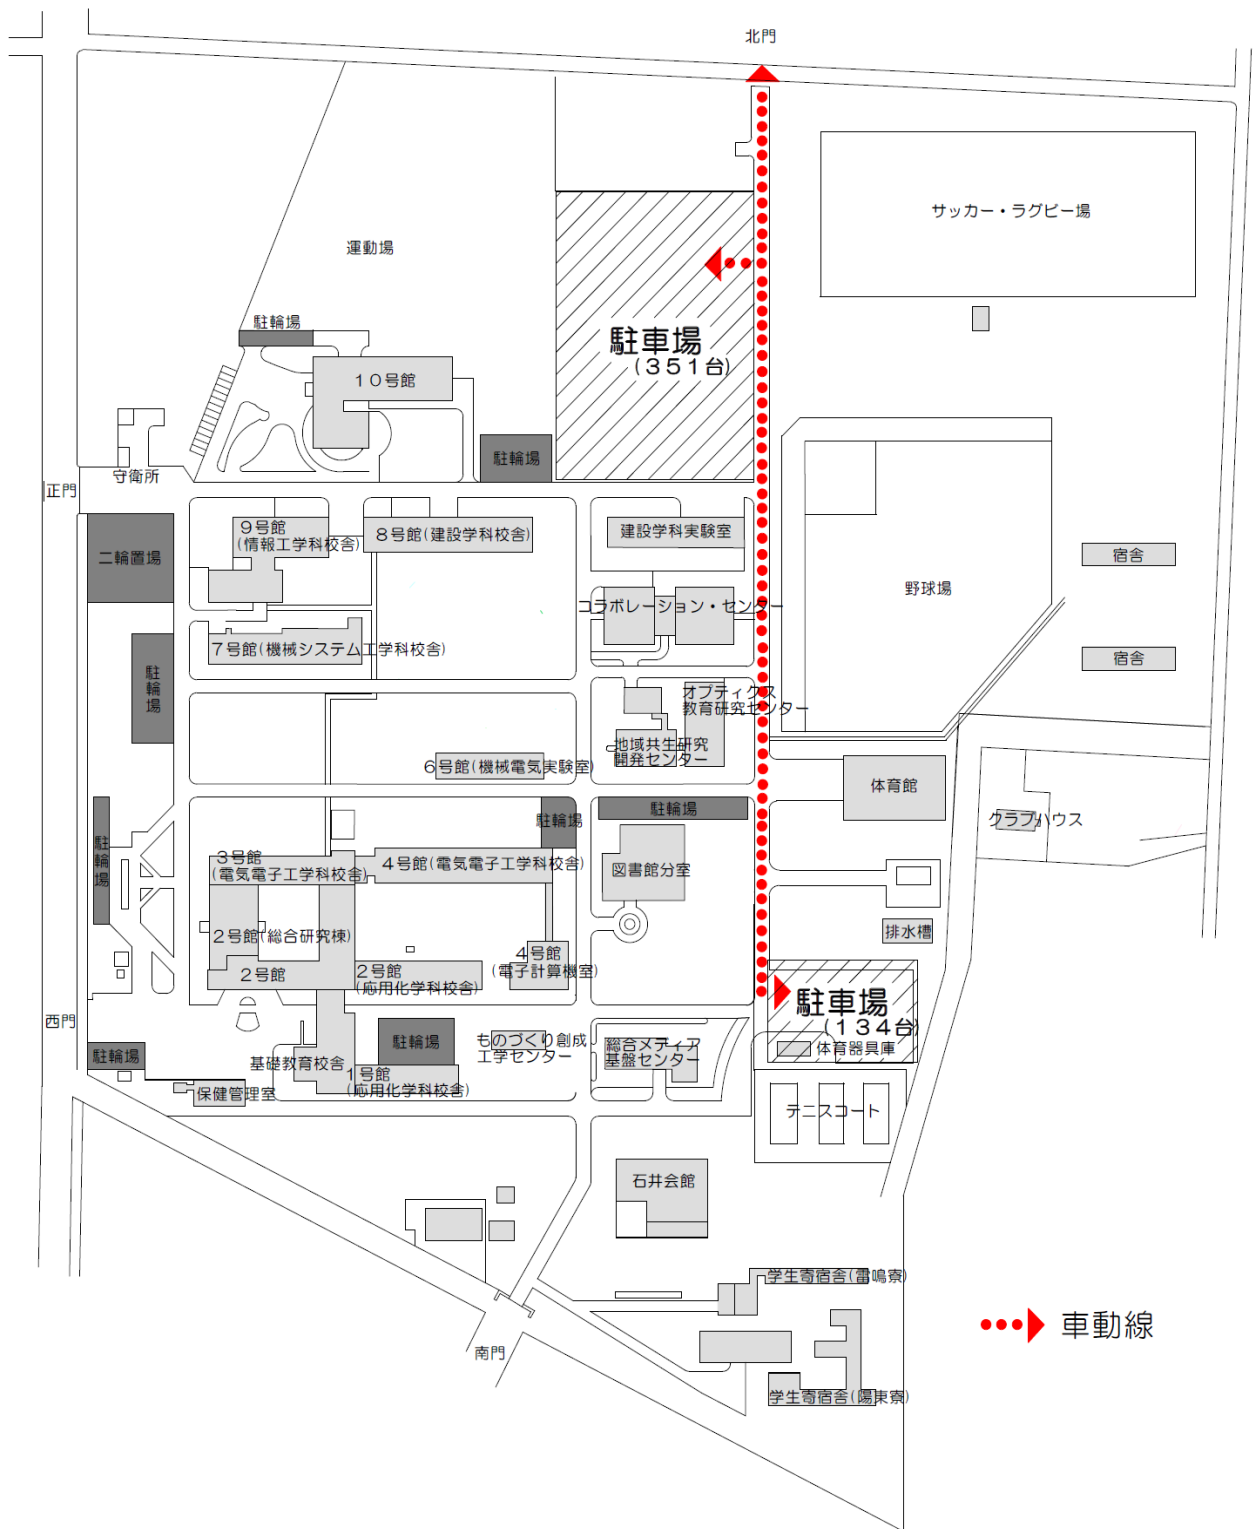 北門
サッカー・ラグビー場
運動場
駐輪場
駐車場
(３５１台)
１０号館
駐輪場
守衛所
正門
９号館
(情報工学科校舎)
８号館(建設学科校舎)
建設学科実験室
二輪置場
宿舎
野球場
コラボレーション・センター
７号館(機械システム工学科校舎)
宿舎
駐輪場
オプティクス
教育研究センター
地域共生研究
開発センター
６号館(機械電気実験室)
体育館
駐輪場
駐輪場
クラブハウス
駐輪場
３号館
(電気電子工学科校舎)
４号館(電気電子工学科校舎)
図書館分室
排水槽
２号館(総合研究棟)
４号館
(電子計算機室)
２号館
２号館
(応用化学科校舎)
駐車場
(１３４台)
西門
駐輪場
駐輪場
ものづくり創成
工学センター
総合メディア
基盤センター
体育器具庫
基礎教育校舎
１号館
(応用化学科校舎)
保健管理室
テニスコート
石井会館
学生寄宿舎(雷鳴寮)
車動線
南門
学生寄宿舎(陽東寮)